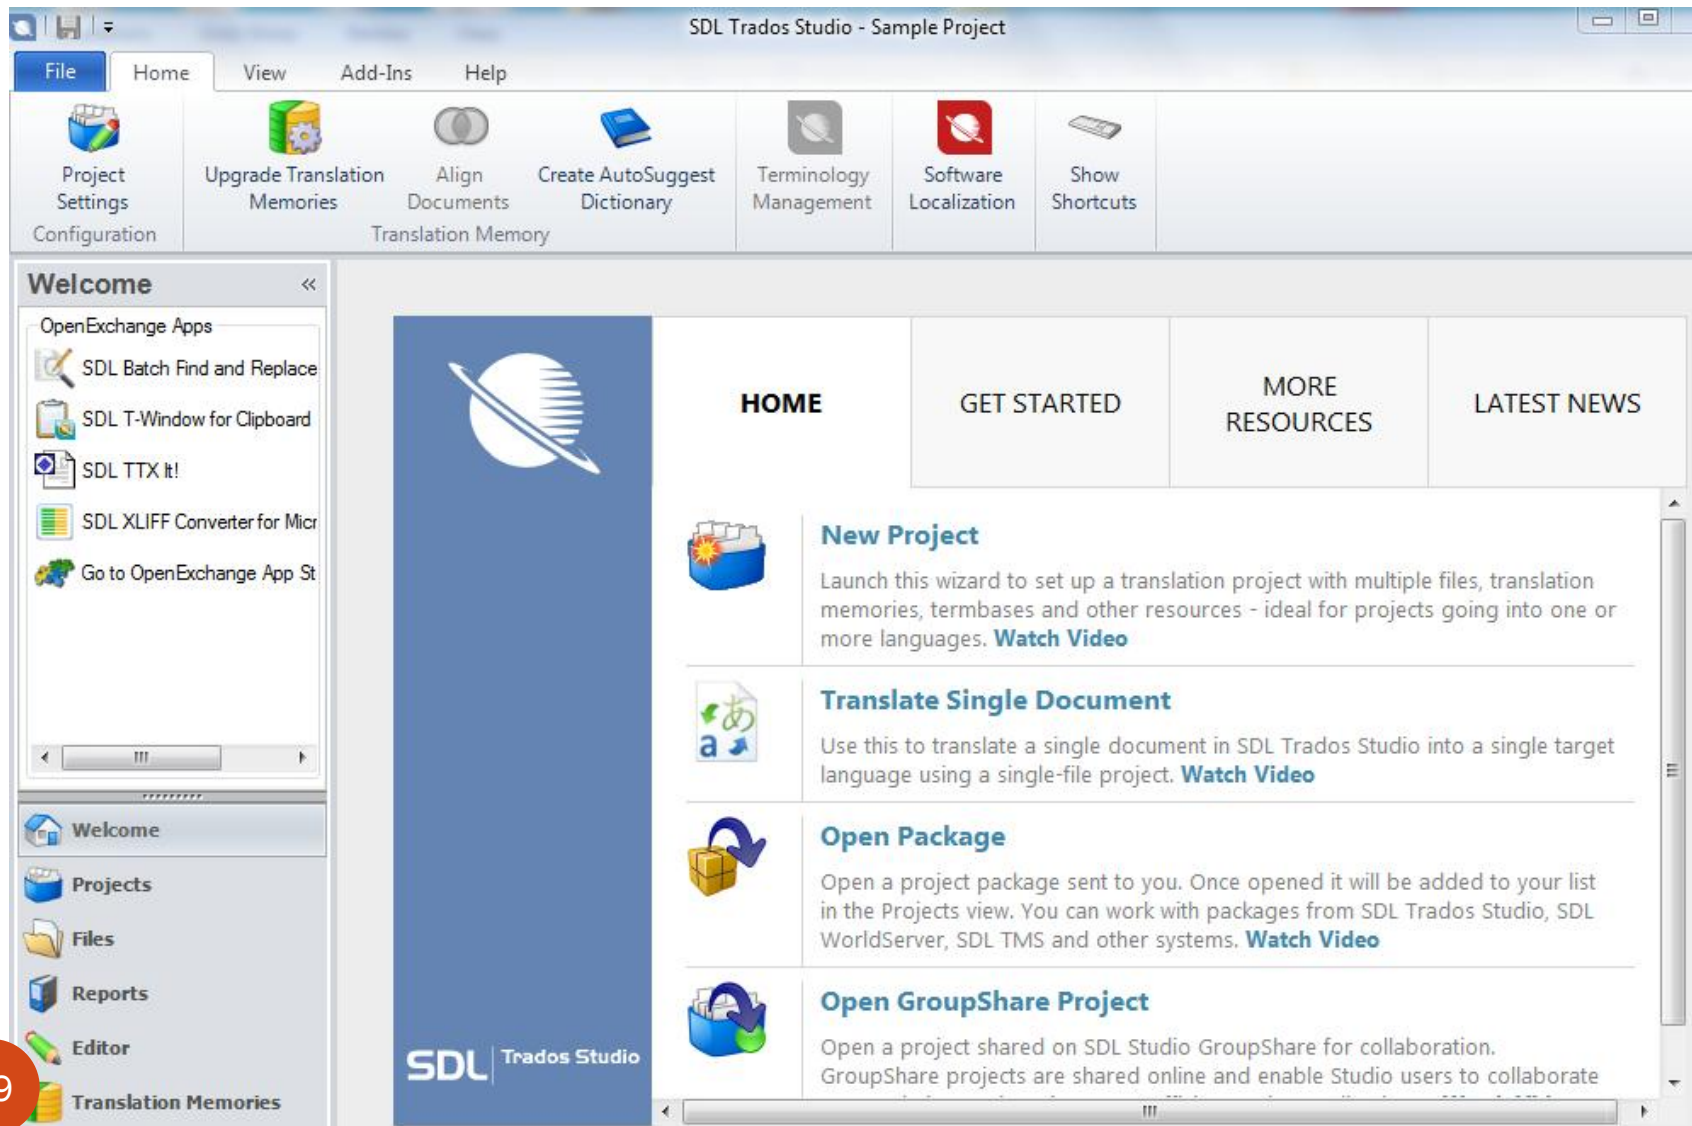 SDL Trades Studio - Sample Project
File Home View Add-Ins Help
Project Settings
Upgrade Translation Memories
Align Documents
Create AutoSuggest Dictionary
Terminology Management
Software Localization
Show Shortcuts
Configuration
Translation Memory
Welcome «
OpenExchange Apps
SDL Batch Find and Replace
SDL T-Window for Clipboard
SDL TTX It!
SDL XLIFF Converter for Micr
Go to OpenExchange App St
Welcome
Projects
Files
Reports
Editor
9
Translation Memories
SDL Trados Studio
HOME
GET STARTED
MORE
RESOURCES
LATEST NEWS
New Project
Launch this wizard to set up a translation project with multiple files, translation
memories, termbases and other resources - ideal for projects going into one or
more languages. Watch Video
Translate Single Document
Use this to translate a single document in SDL Trados Studio into a single target
language using a single-file project. Watch Video
Open Package
Open a project package sent to you. Once opened it will be added to your list
in the Projects view. You can work with packages from SDL Trados Studio, SDL
WorldServer, SDL TMS and other systems. Watch Video
Open GroupShare Project
Open a project shared on SDL Studio GroupShare for collaboration.
GroupShare projects are shared online and enable Studio users to collaborate